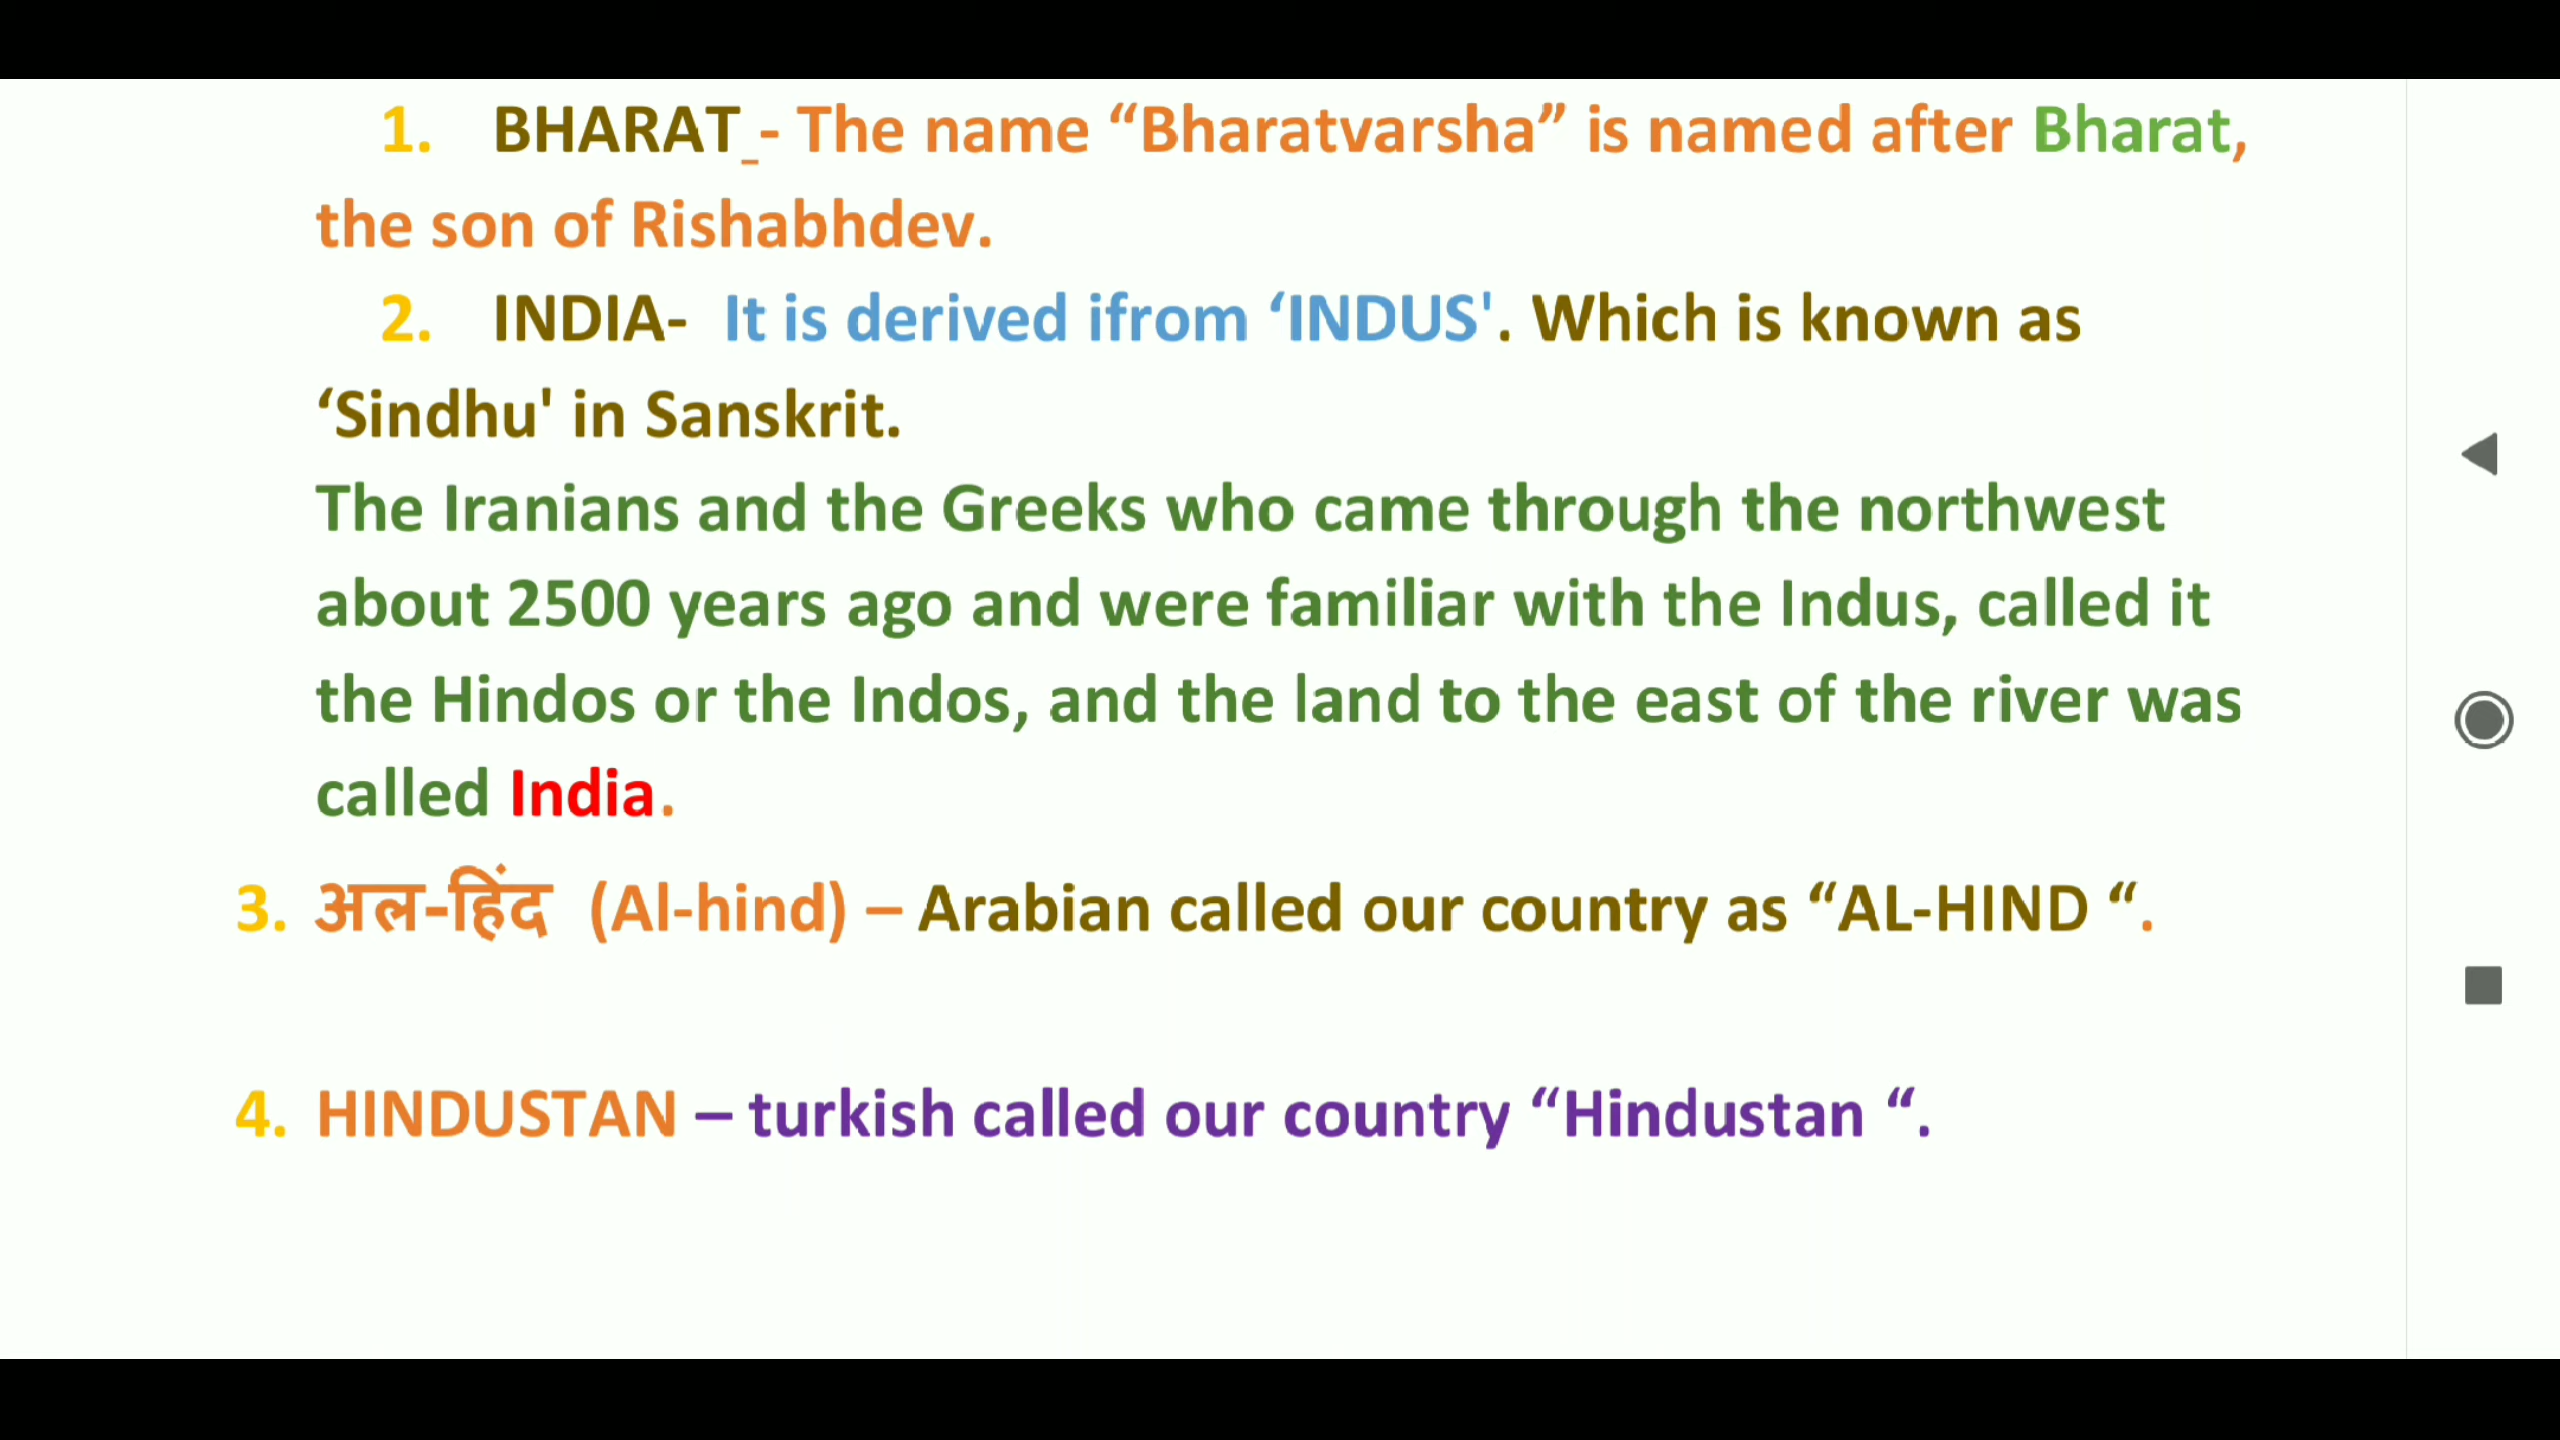 1. BHARAT_- The name “Bharatvarsha” is named after Bharat,
the son of Rishabhdev.
2. INDIA- It is derived ifrom ‘INDUS'. Which is known as
‘Sindhu' in Sanskrit.
The Iranians and the Greeks who came through the northwest
about 2500 years ago and were familiar with the Indus, called it
the Hindos or the Indos, and the land to the east of the river was
called India.
3. अल-हिंद (Al-hind) – Arabian called our country as “AL-HIND “.
4. HINDUSTAN – turkish called our country “Hindustan “.